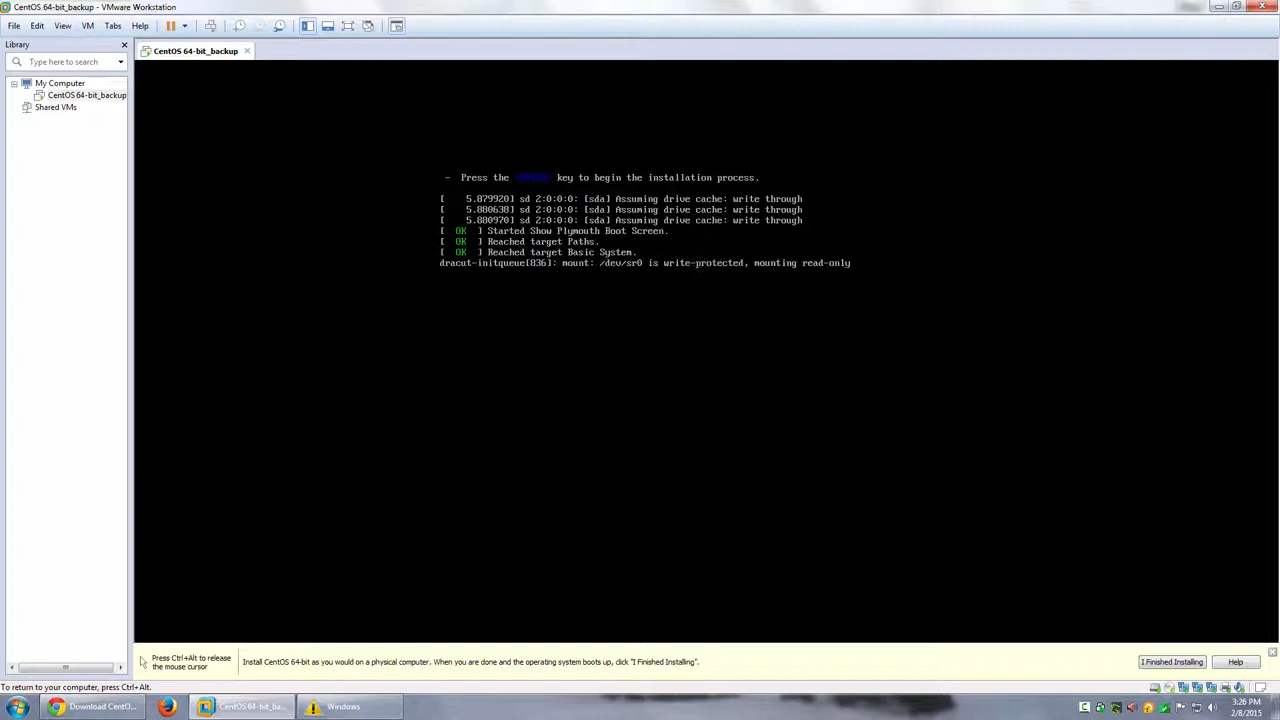 CentOS 64-bit_backup - VMware Workstation
File Edit View VM Tabs Help
Library
Type here to search
My Computer
CentOS 64-bit_backup
Shared VMs
CentOS 64-bit_backup
- Press the key to begin the installation process.
[ 5.879920] sd 2:0:0:0: [sda] Assuming drive cache: write through
[ 5.880638] sd 2:0:0:0: [sda] Assuming drive cache: write through
[ 5.880970] sd 2:0:0:0: [sda] Assuming drive cache: write through
[ OK ] Started Show Plymouth Boot Screen.
[ OK ] Reached target Paths.
[ OK ] Reached target Basic System.
dracut-initqueue[836]: mount: /dev/sr0 is write-protected, mounting read-only
Press Ctrl+Alt to release
the mouse cursor
Install CentOS 64-bit as you would on a physical computer. When you are done and the operating system boots up, click "I Finished Installing".
I Finished Installing
Help
To return to your computer, press Ctrl+Alt.
Download CentO...
CentOS 64-bit_ba...
Windows
3:26 PM
2/8/2015